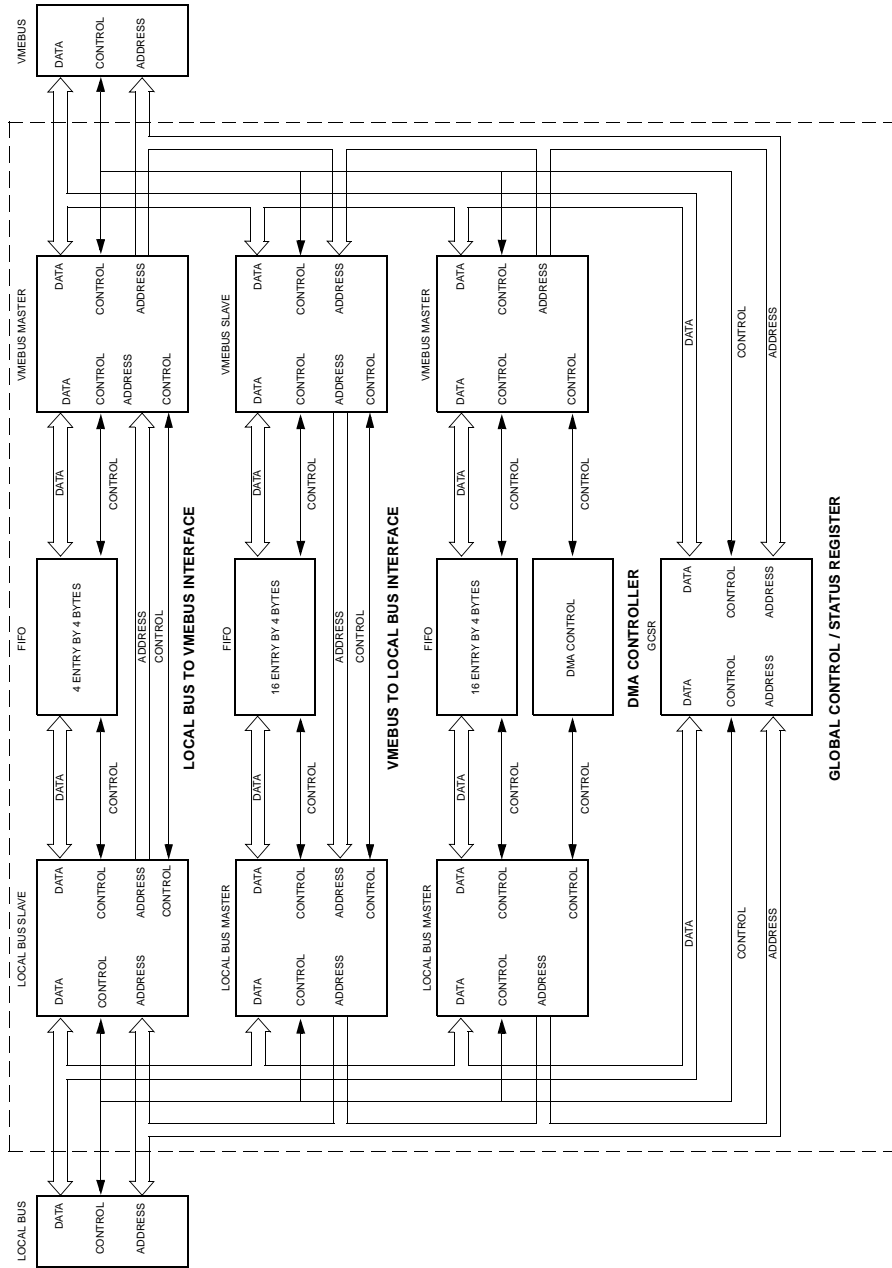 LOCAL BUS
DATA
CONTROL
ADDRESS
LOCAL BUS SLAVE
DATA
CONTROL
ADDRESS
DATA
CONTROL
ADDRESS
CONTROL
DATA
CONTROL
FIFO
4 ENTRY BY 4 BYTES
ADDRESS
CONTROL
DATA
CONTROL
VMEBUS MASTER
DATA
CONTROL
ADDRESS
CONTROL
DATA
CONTROL
ADDRESS
VMEBUS
DATA
CONTROL
ADDRESS
LOCAL BUS TO VMEBUS INTERFACE
LOCAL BUS MASTER
DATA
CONTROL
ADDRESS
DATA
CONTROL
ADDRESS
CONTROL
DATA
CONTROL
FIFO
16 ENTRY BY 4 BYTES
ADDRESS
CONTROL
DATA
CONTROL
VMEBUS SLAVE
DATA
CONTROL
ADDRESS
CONTROL
DATA
CONTROL
ADDRESS
VMEBUS TO LOCAL BUS INTERFACE
LOCAL BUS MASTER
DATA
CONTROL
ADDRESS
DATA
CONTROL
CONTROL
DATA
CONTROL
CONTROL
FIFO
16 ENTRY BY 4 BYTES
DMA CONTROL
DATA
CONTROL
CONTROL
VMEBUS MASTER
DATA
CONTROL
CONTROL
DATA
CONTROL
ADDRESS
DMA CONTROLLER
GCSR
DATA
CONTROL
ADDRESS
DATA
CONTROL
ADDRESS
DATA
CONTROL
ADDRESS
DATA
CONTROL
ADDRESS
GLOBAL CONTROL / STATUS REGISTER